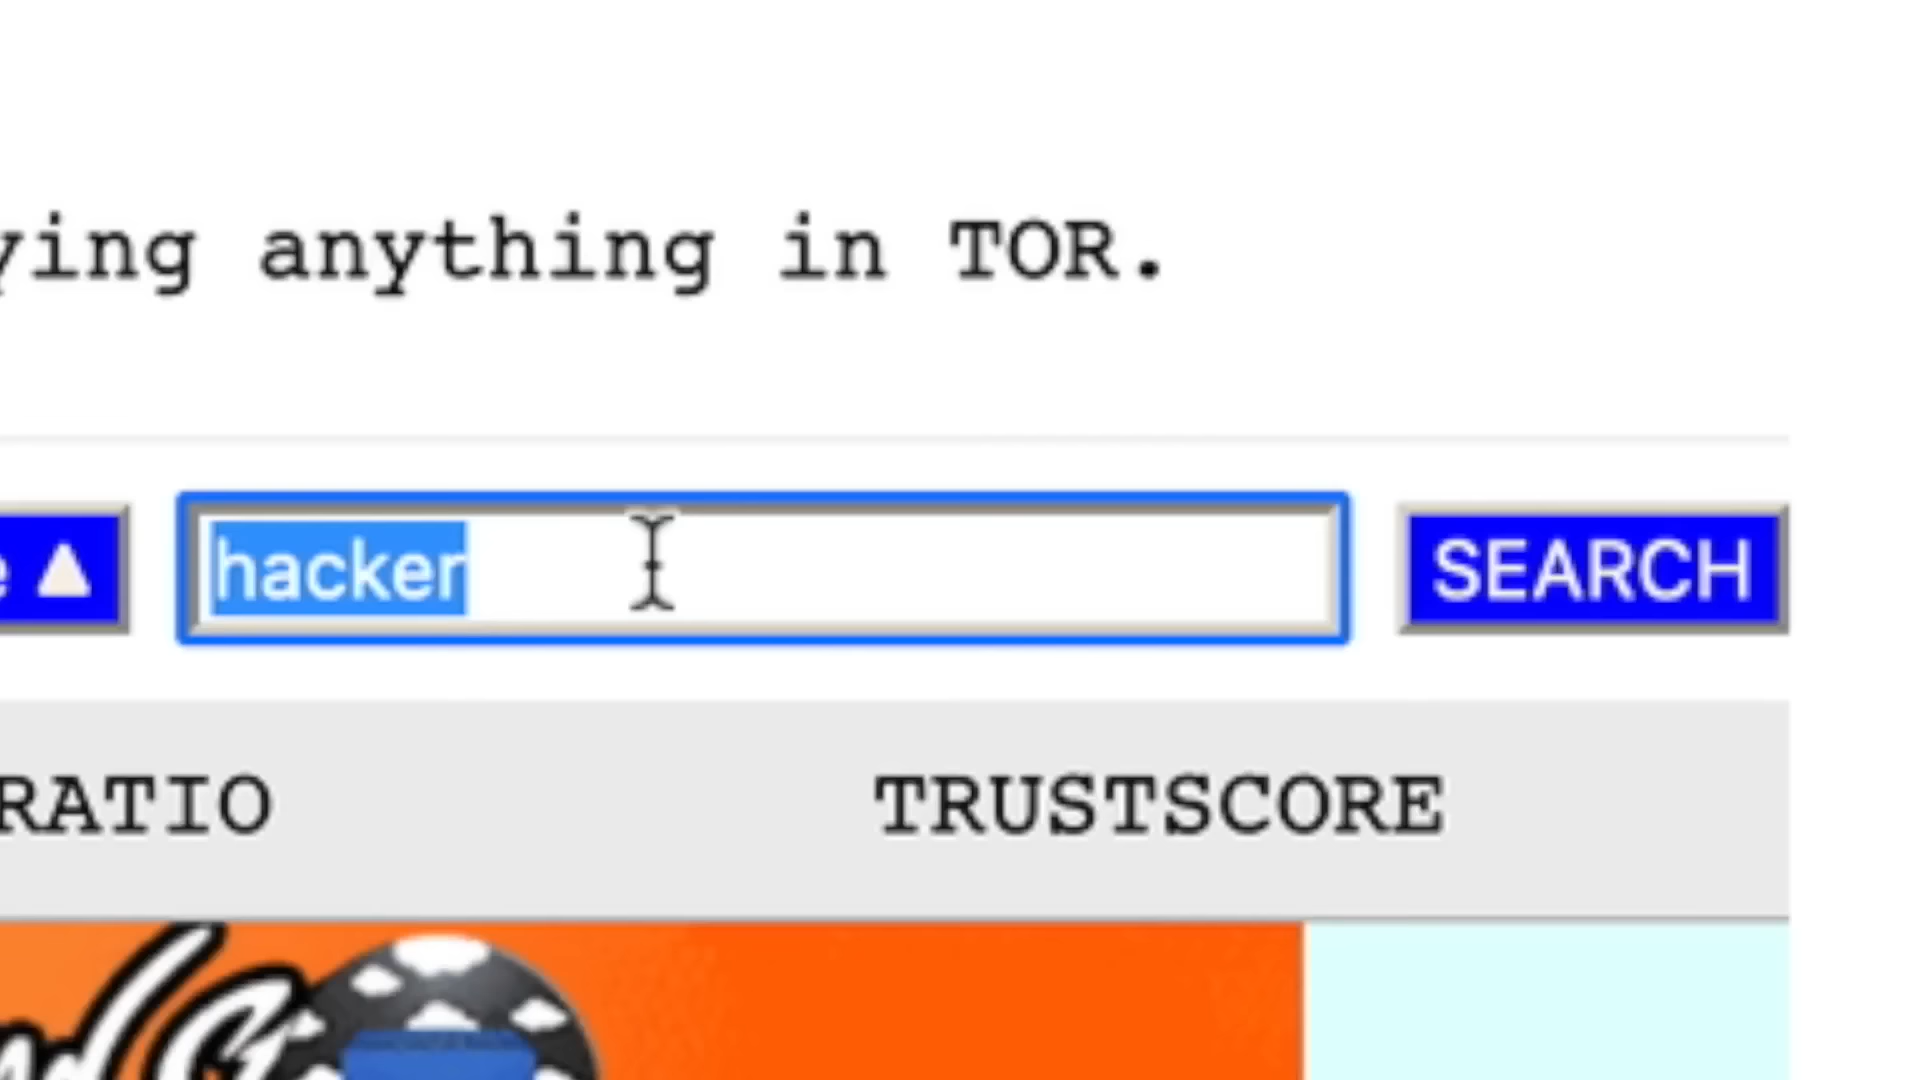 ying anything in TOR.
e ▲ hacker SEARCH
RATIO TRUSTSCORE